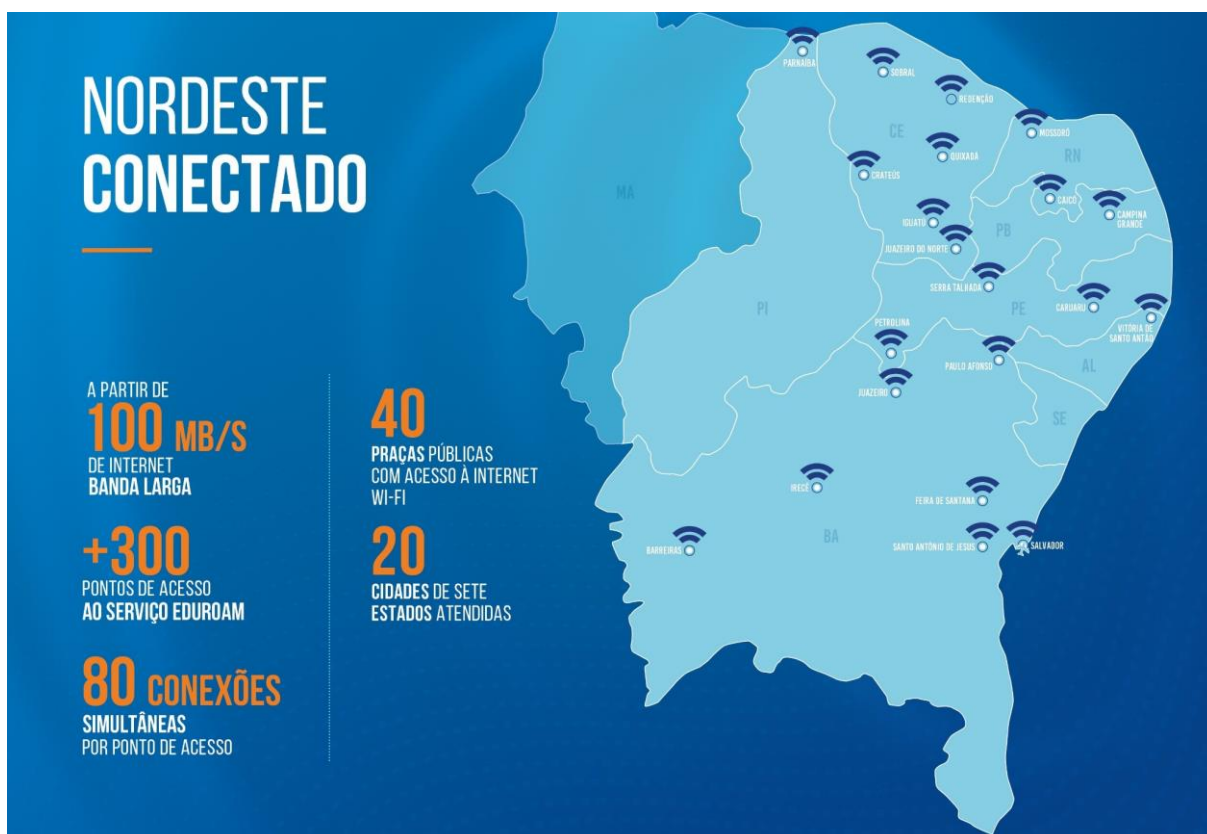 NORDESTE
CONECTADO
A PARTIR DE
100 MB/S
DE INTERNET
BANDA LARGA
+300
PONTOS DE ACESSO
AO SERVIÇO EDUROAM
80 CONEXÕES
SIMULTÂNEAS
POR PONTO DE ACESSO
40
PRAÇAS PÚBLICAS
COM ACESSO À INTERNET
WI-FI
20
CIDADES DE SETE
ESTADOS ATENDIDAS
PARNAÍBA
SOBRAL
REDENÇÃO
MOSSORÓ
CE
QUIXADA
RN
CRATEÚS
MA
CAICÓ
CAMPINA
GRANDE
IGUATÚ
PB
JUAZEIRO DO NORTE
SERRA TALHADA
PI
PE
CARUARU
VITÓRIA DE
SANTO ANTÃO
PETROLINA
PAULO AFONSO
AL
JUAZEIRO
SE
IRECÊ
FEIRA DE SANTANA
BA
BARREIRAS
SANTO ANTÔNIO DE JESUS
SALVADOR